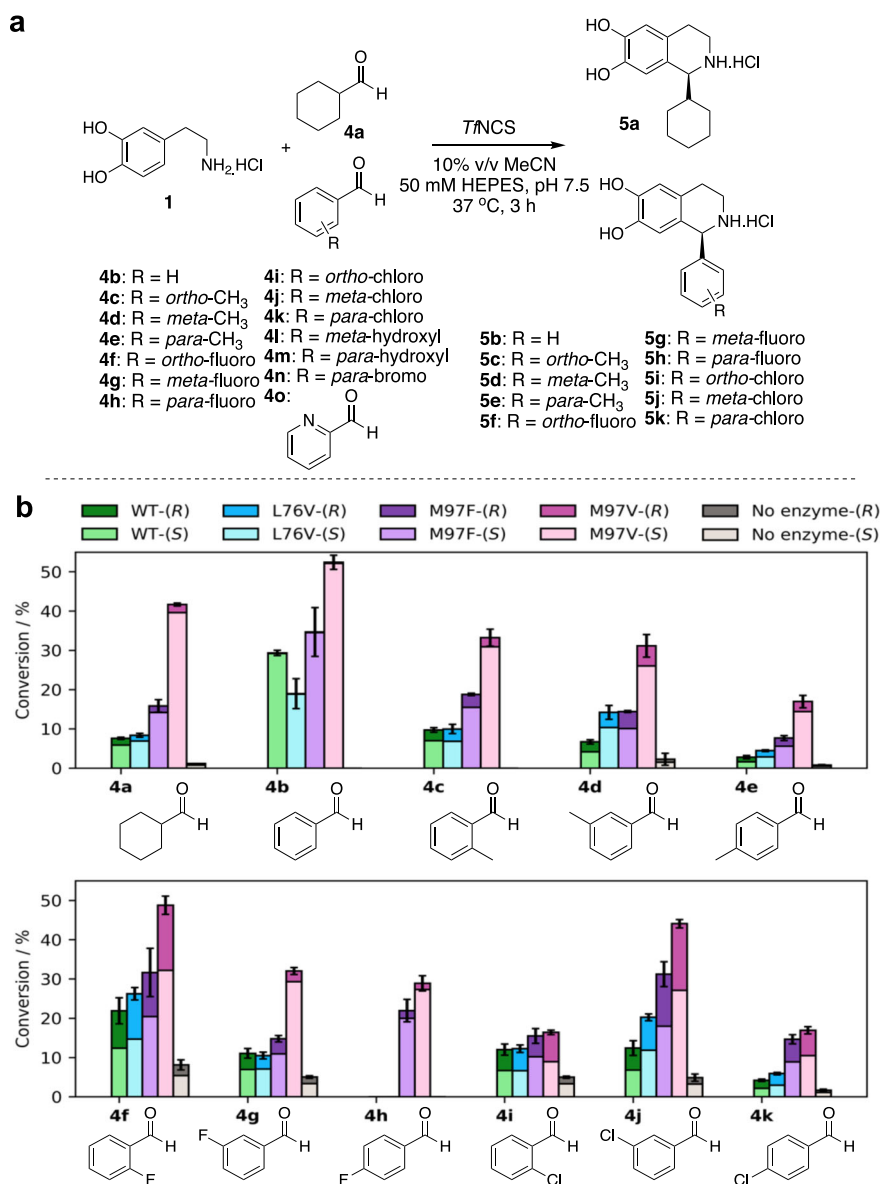 a
HO
HO
NH₂.HCl
1
+
O
H
4a
O
H
R
TfNCS
10% v/v MeCN
50 mM HEPES, pH 7.5
37 ºC, 3 h
HO
HO
NH.HCl
5a
HO
HO
NH.HCl
R
4b: R = H
4c: R = ortho-CH₃
4d: R = meta-CH₃
4e: R = para-CH₃
4f: R = ortho-fluoro
4g: R = meta-fluoro
4h: R = para-fluoro
4i: R = ortho-chloro
4j: R = meta-chloro
4k: R = para-chloro
4l: R = meta-hydroxyl
4m: R = para-hydroxyl
4n: R = para-bromo
4o:
N
O
H
5b: R = H
5c: R = ortho-CH₃
5d: R = meta-CH₃
5e: R = para-CH₃
5f: R = ortho-fluoro
5g: R = meta-fluoro
5h: R = para-fluoro
5i: R = ortho-chloro
5j: R = meta-chloro
5k: R = para-chloro
b
WT-(R) L76V-(R) M97F-(R) M97V-(R) No enzyme-(R)
WT-(S) L76V-(S) M97F-(S) M97V-(S) No enzyme-(S)
Conversion / %
50
40
30
20
10
0
4a 4b 4c 4d 4e
O O O O O
H H H H H
Conversion / %
50
40
30
20
10
0
4f 4g 4h 4i 4j 4k
O O O O O O
H H H H H H
F F F Cl Cl Cl